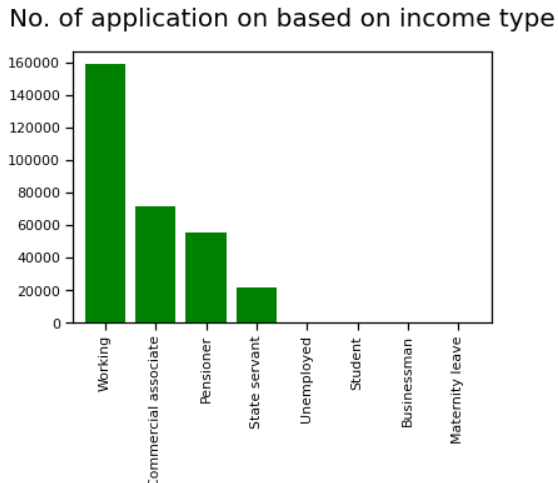 No. of application on based on income type
160000
140000
120000
100000
80000
60000
40000
20000
0
Working
Commercial associate
Pensioner
State servant
Unemployed
Student
Businessman
Maternity leave